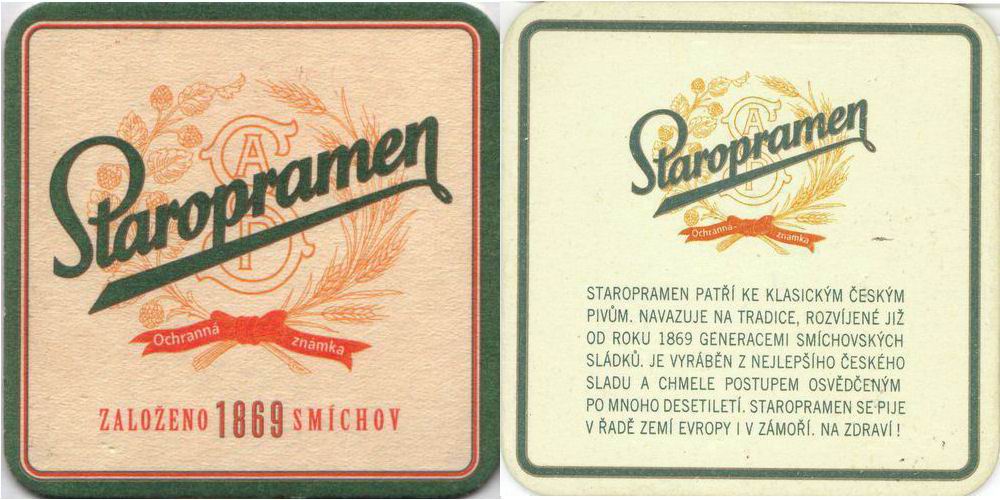 Staropramen
Ochranná známka
ZALOŽENO 1869 SMÍCHOV
Staropramen
Ochranná známka
STAROPRAMEN PATŘÍ KE KLASICKÝM ČESKÝM
PIVŮM. NAVAZUJE NA TRADICE, ROZVÍJENÉ JIŽ
OD ROKU 1869 GENERACEMI SMÍCHOVSKÝCH
SLÁDKŮ. JE VYRÁBĚN Z NEJLEPŠÍHO ČESKÉHO
SLADU A CHMELE POSTUPEM OSVĚDČENÝM
PO MNOHO DESETILETÍ. STAROPRAMEN SE PIJE
V ŘADĚ ZEMÍ EVROPY I V ZÁMOŘÍ. NA ZDRAVÍ!